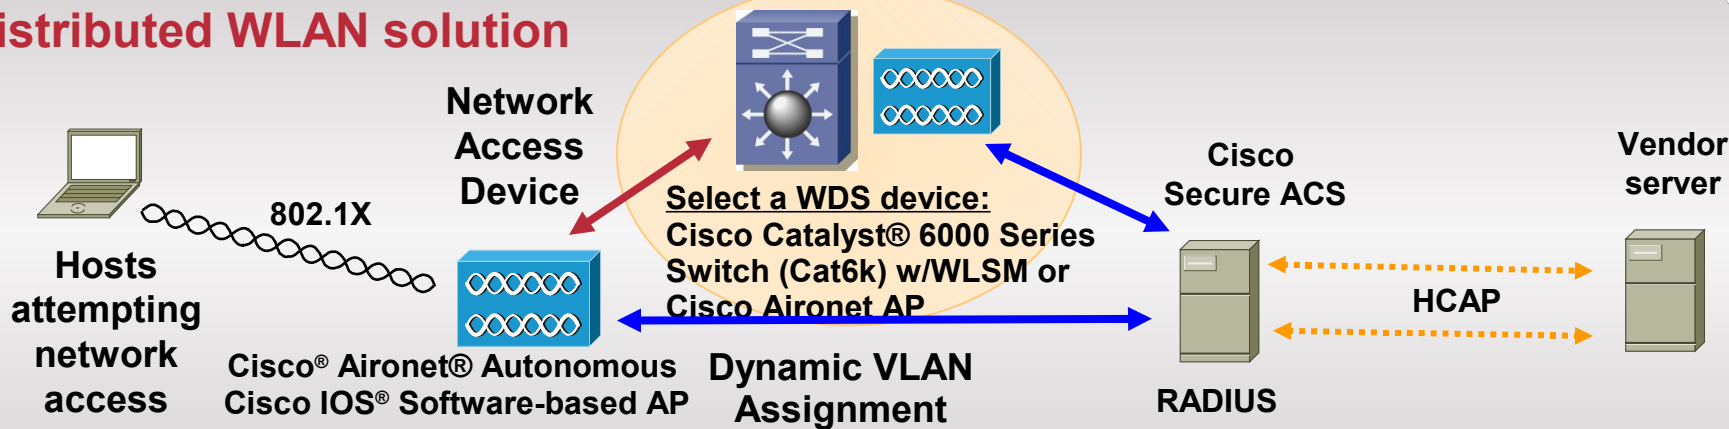 istributed WLAN solution
Network
Access
Device
802.1X
Hosts
attempting
network
access
Cisco® Aironet® Autonomous
Cisco IOS® Software-based AP
Select a WDS device:
Cisco Catalyst® 6000 Series
Switch (Cat6k) w/WLSM or
Cisco Aironet AP
Dynamic VLAN
Assignment
Cisco
Secure ACS
RADIUS
HCAP
Vendor
server